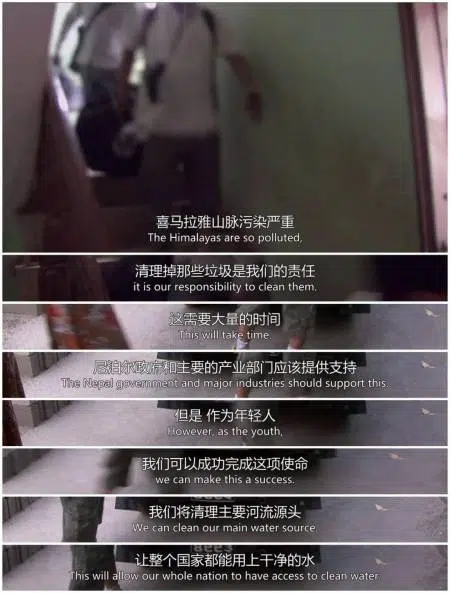 喜马拉雅山脉污染严重
The Himalayas are so polluted,
清理掉那些垃圾是我们的责任
it is our responsibility to clean them.
这需要大量的时间
This will take time.
尼泊尔政府和主要的产业部门应该提供支持
The Nepal government and major industries should support this.
但是 作为年轻人
However, as the youth,
我们可以成功完成这项使命
we can make this a success.
我们将清理主要河流源头
We can clean our main water source.
让整个国家都能用上干净的水
This will allow our whole nation to have access to clean water